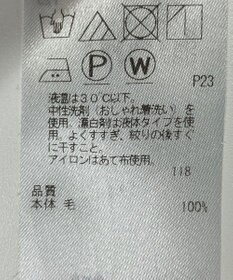 P W
P23
液温は30℃以下。
中性洗剤(おしゃれ着洗い)を
使用。漂白剤は液体タイプを使
用。よくすすぎ、絞りの後すぐ
に干すこと。
アイロンはあて布使用。
118
品質
本体 毛 100%